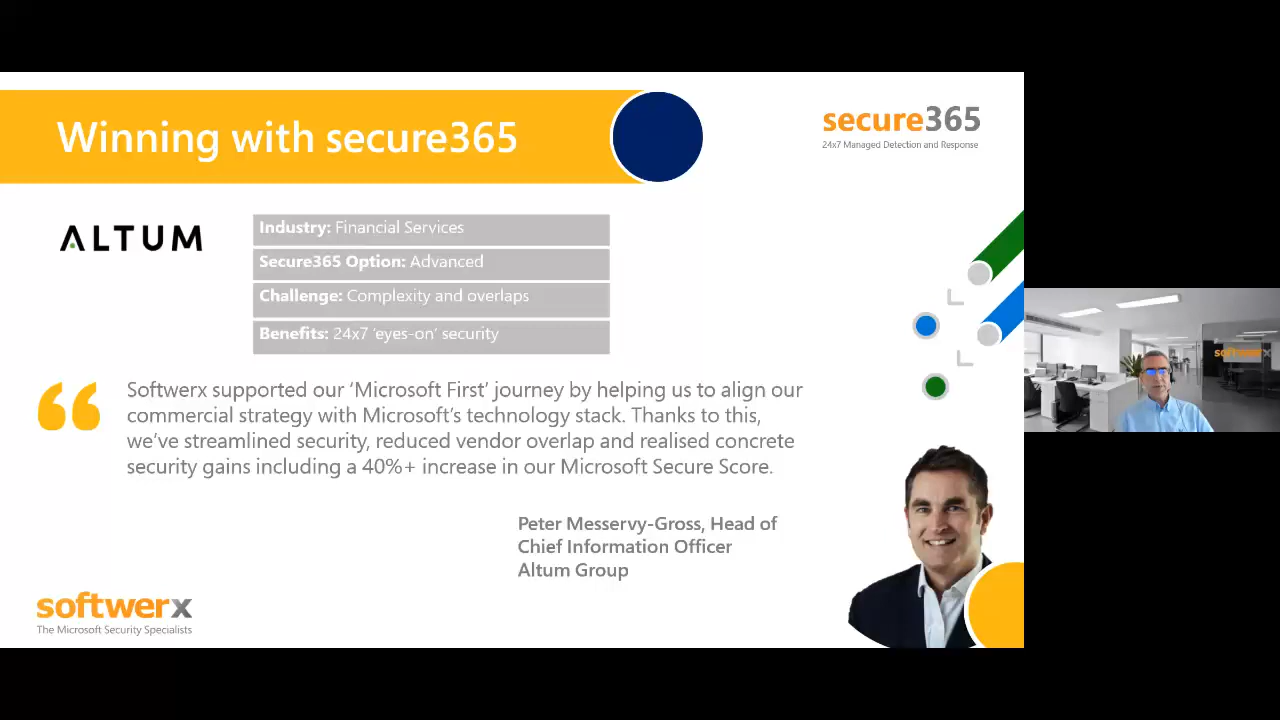 Winning with secure365
secure365
24x7 Managed Detection and Response
ALTUM
Industry: Financial Services
Secure365 Option: Advanced
Challenge: Complexity and overlaps
Benefits: 24x7 ‘eyes-on’ security
“
Softwerx supported our ‘Microsoft First’ journey by helping us to align our
commercial strategy with Microsoft’s technology stack. Thanks to this,
we’ve streamlined security, reduced vendor overlap and realised concrete
security gains including a 40%+ increase in our Microsoft Secure Score.
Peter Messervy-Gross, Head of
Chief Information Officer
Altum Group
softwerx
The Microsoft Security Specialists
softwerx